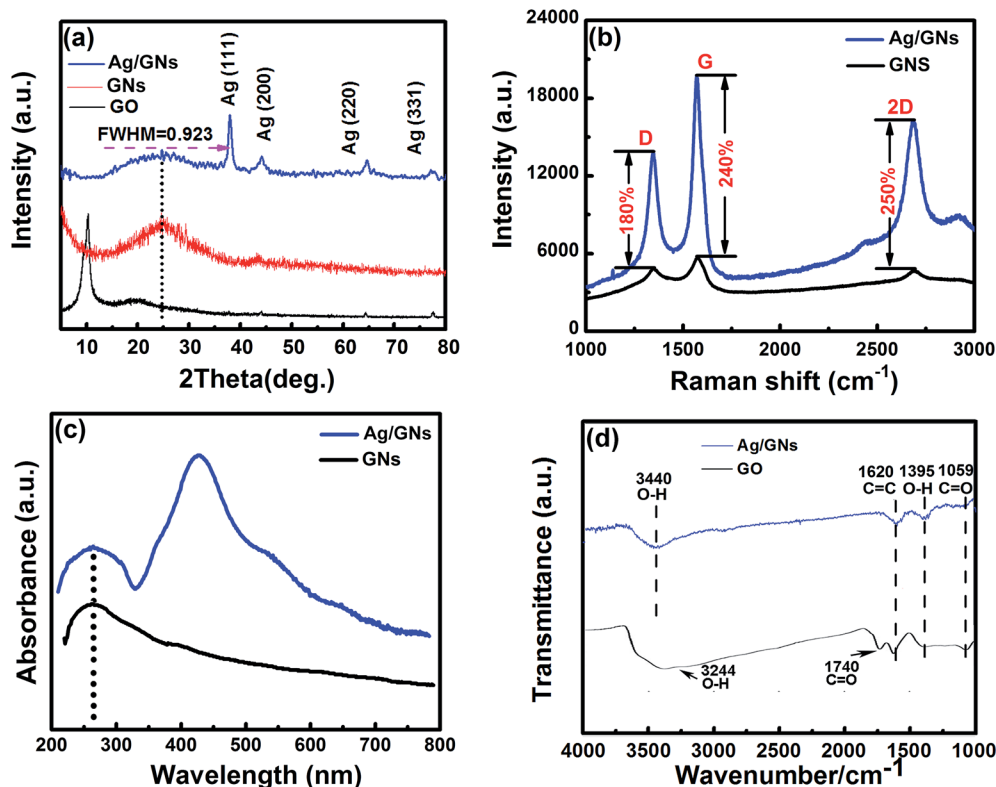 (a)
Ag/GNs
GNs
GO
FWHM=0.923
Ag (111)
Ag (200)
Ag (220)
Ag (331)
Intensity (a.u.)
10 20 30 40 50 60 70 80
2Theta(deg.)
(b)
Ag/GNs
GNS
D
G
2D
180%
240%
250%
Intensity (a.u.)
24000
18000
12000
6000
0
1000 1500 2000 2500 3000
Raman shift (cm-1)
(c)
Ag/GNs
GNs
Absorbance (a.u.)
200 300 400 500 600 700 800
Wavelength (nm)
(d)
Ag/GNs
GO
3440
O-H
1620 1395 1059
C=C O-H C=O
3244
O-H
1740
C=O
Transmittance (a.u.)
4000 3500 3000 2500 2000 1500 1000
Wavenumber/cm-1